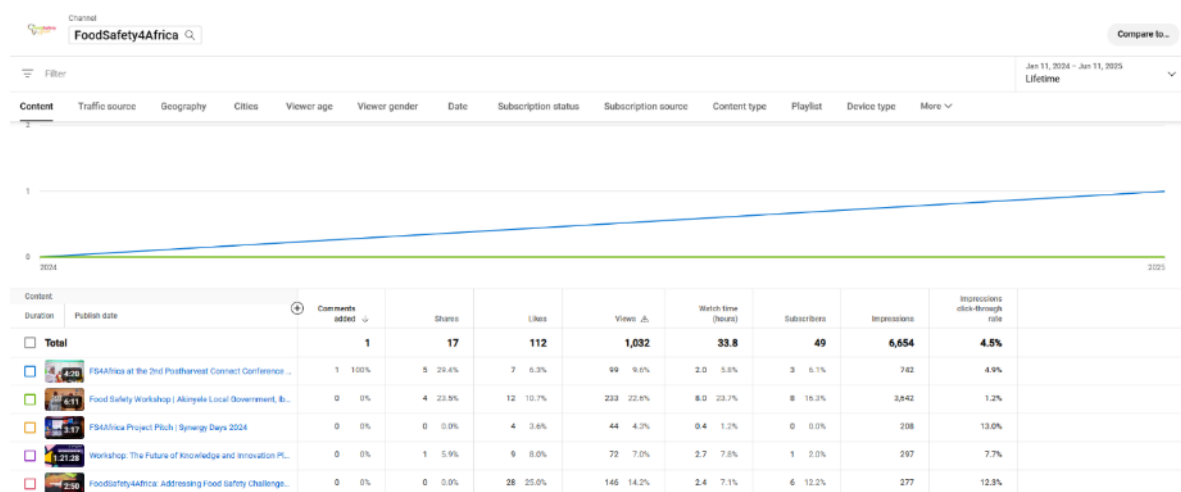 Channel
FoodSafety4Africa
Compare to...
Filter
Jan 11, 2024 – Jun 11, 2025
Lifetime
Content Traffic source Geography Cities Viewer age Viewer gender Date Subscription status Subscription source Content type Playlist Device type More
2
1
0
2024 2025
Content
Duration Publish date
Comments added Shares Likes Views Watch time (hours) Subscribers Impressions Impressions click-through rate
Total 1 17 112 1,032 33.8 49 6,654 4.5%
4:20 FS4Africa at the 2nd Postharvest Connect Conference ... 1 100% 5 29.4% 7 6.3% 99 9.6% 2.0 5.8% 3 6.1% 742 4.9%
6:11 Food Safety Workshop | Akinyele Local Government, Ib... 0 0% 4 23.5% 12 10.7% 233 22.6% 8.0 23.7% 8 16.3% 3,642 1.2%
3:17 FS4Africa Project Pitch | Synergy Days 2024 0 0% 0 0.0% 4 3.6% 44 4.3% 0.4 1.2% 0 0.0% 208 13.0%
1:21:28 Workshop: The Future of Knowledge and Innovation Pl... 0 0% 1 5.9% 9 8.0% 72 7.0% 2.7 7.8% 1 2.0% 297 7.7%
2:50 FoodSafety4Africa: Addressing Food Safety Challenge... 0 0% 0 0.0% 28 25.0% 146 14.2% 2.4 7.1% 6 12.2% 277 12.3%